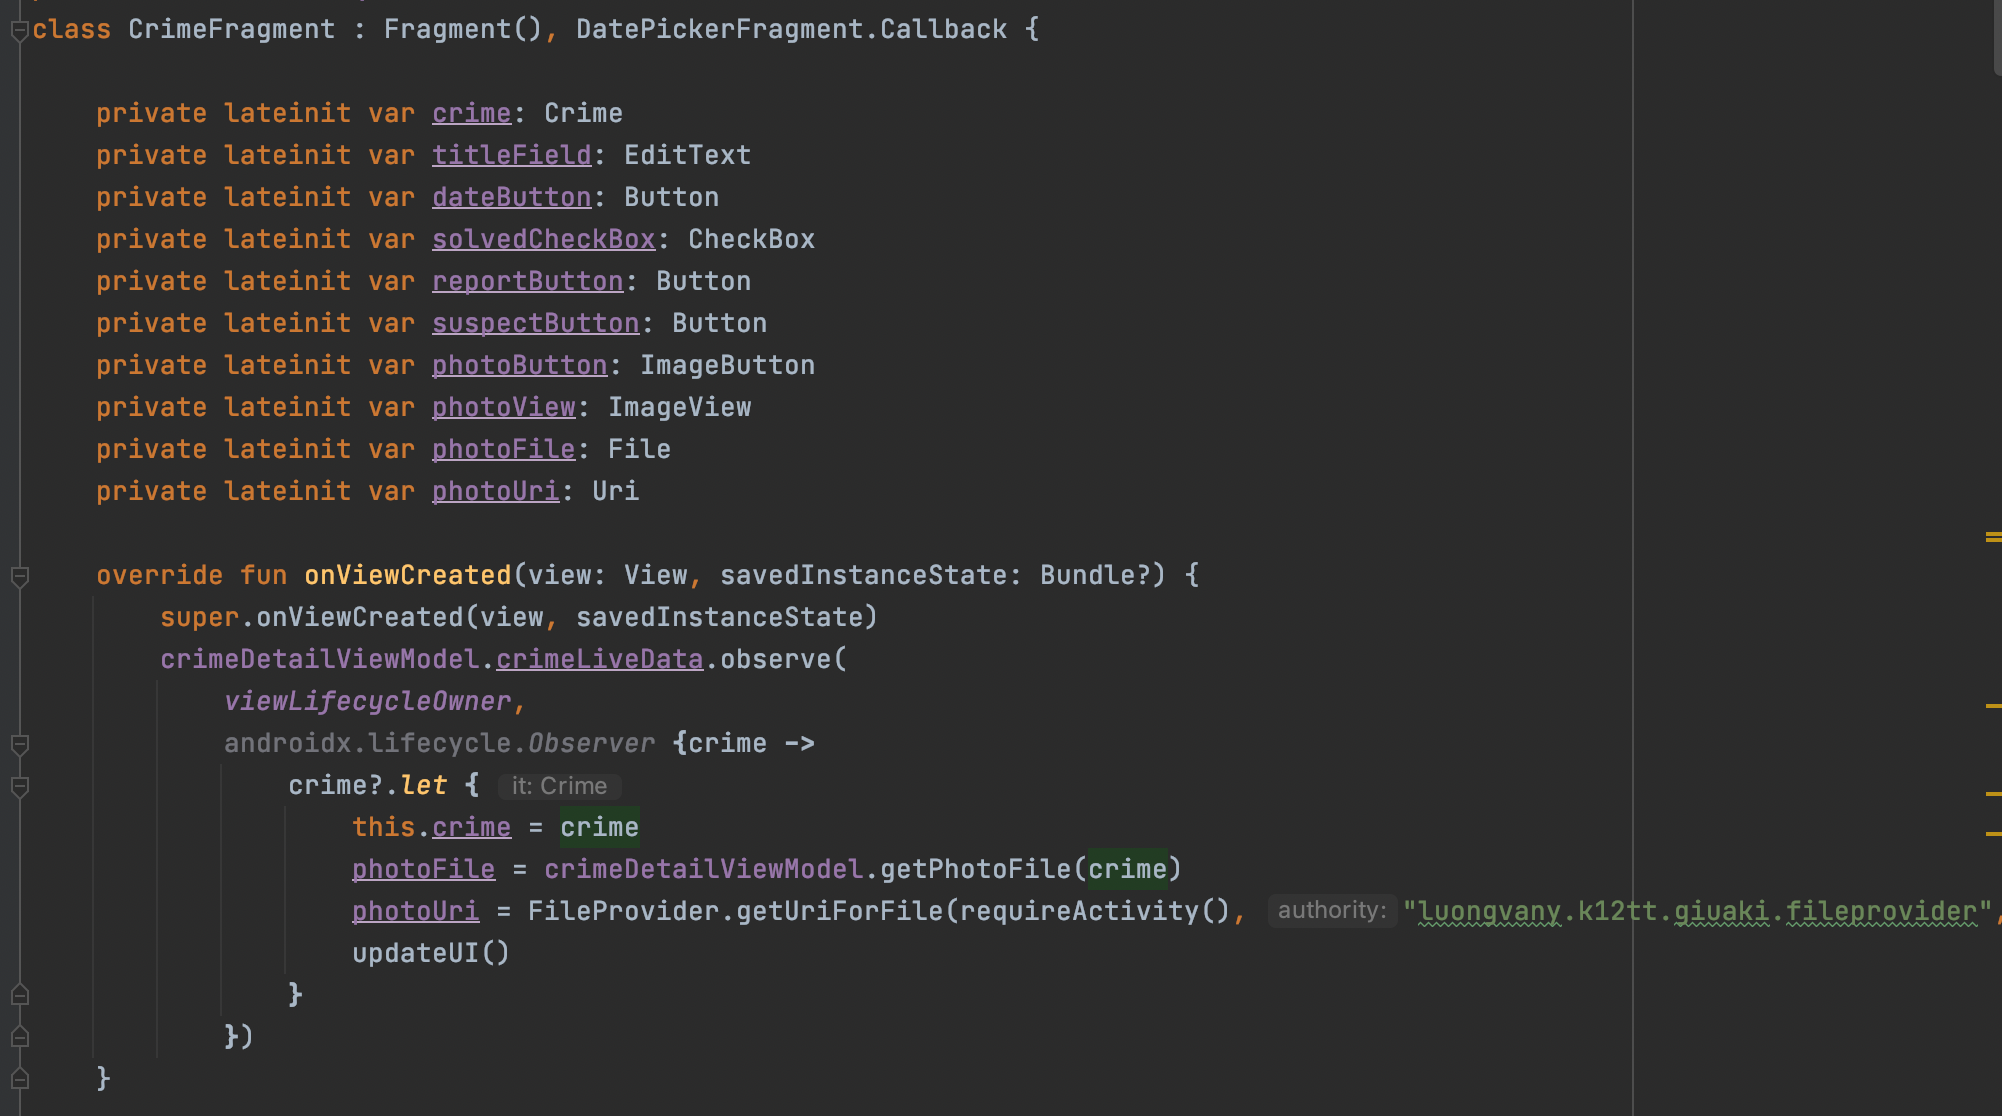 class CrimeFragment : Fragment(), DatePickerFragment.Callback {
private lateinit var crime: Crime
private lateinit var titleField: EditText
private lateinit var dateButton: Button
private lateinit var solvedCheckBox: CheckBox
private lateinit var reportButton: Button
private lateinit var suspectButton: Button
private lateinit var photoButton: ImageButton
private lateinit var photoView: ImageView
private lateinit var photoFile: File
private lateinit var photoUri: Uri
override fun onViewCreated(view: View, savedInstanceState: Bundle?) {
super.onViewCreated(view, savedInstanceState)
crimeDetailViewModel.crimeLiveData.observe(
viewLifecycleOwner,
androidx.lifecycle.Observer {crime ->
crime?.let { it: Crime
this.crime = crime
photoFile = crimeDetailViewModel.getPhotoFile(crime)
photoUri = FileProvider.getUriForFile(requireActivity(), authority: "luongvany.k12tt.giuaki.fileprovider",
updateUI()
}
})
}